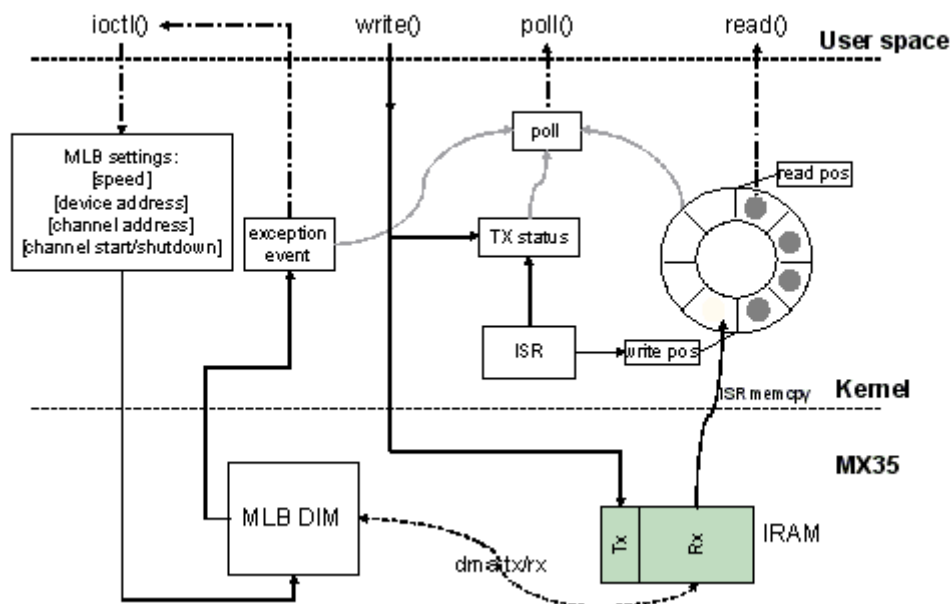 ioctl()
write()
poll()
read()
User space
poll
MLB settings:
[speed]
[device address]
[channel address]
[channel start/shutdown]
read pos
exception
event
TX status
ISR
write pos
ISR memcpy
Kernel
MX35
MLB DIM
Tx
Rx
IRAM
dma tx/rx